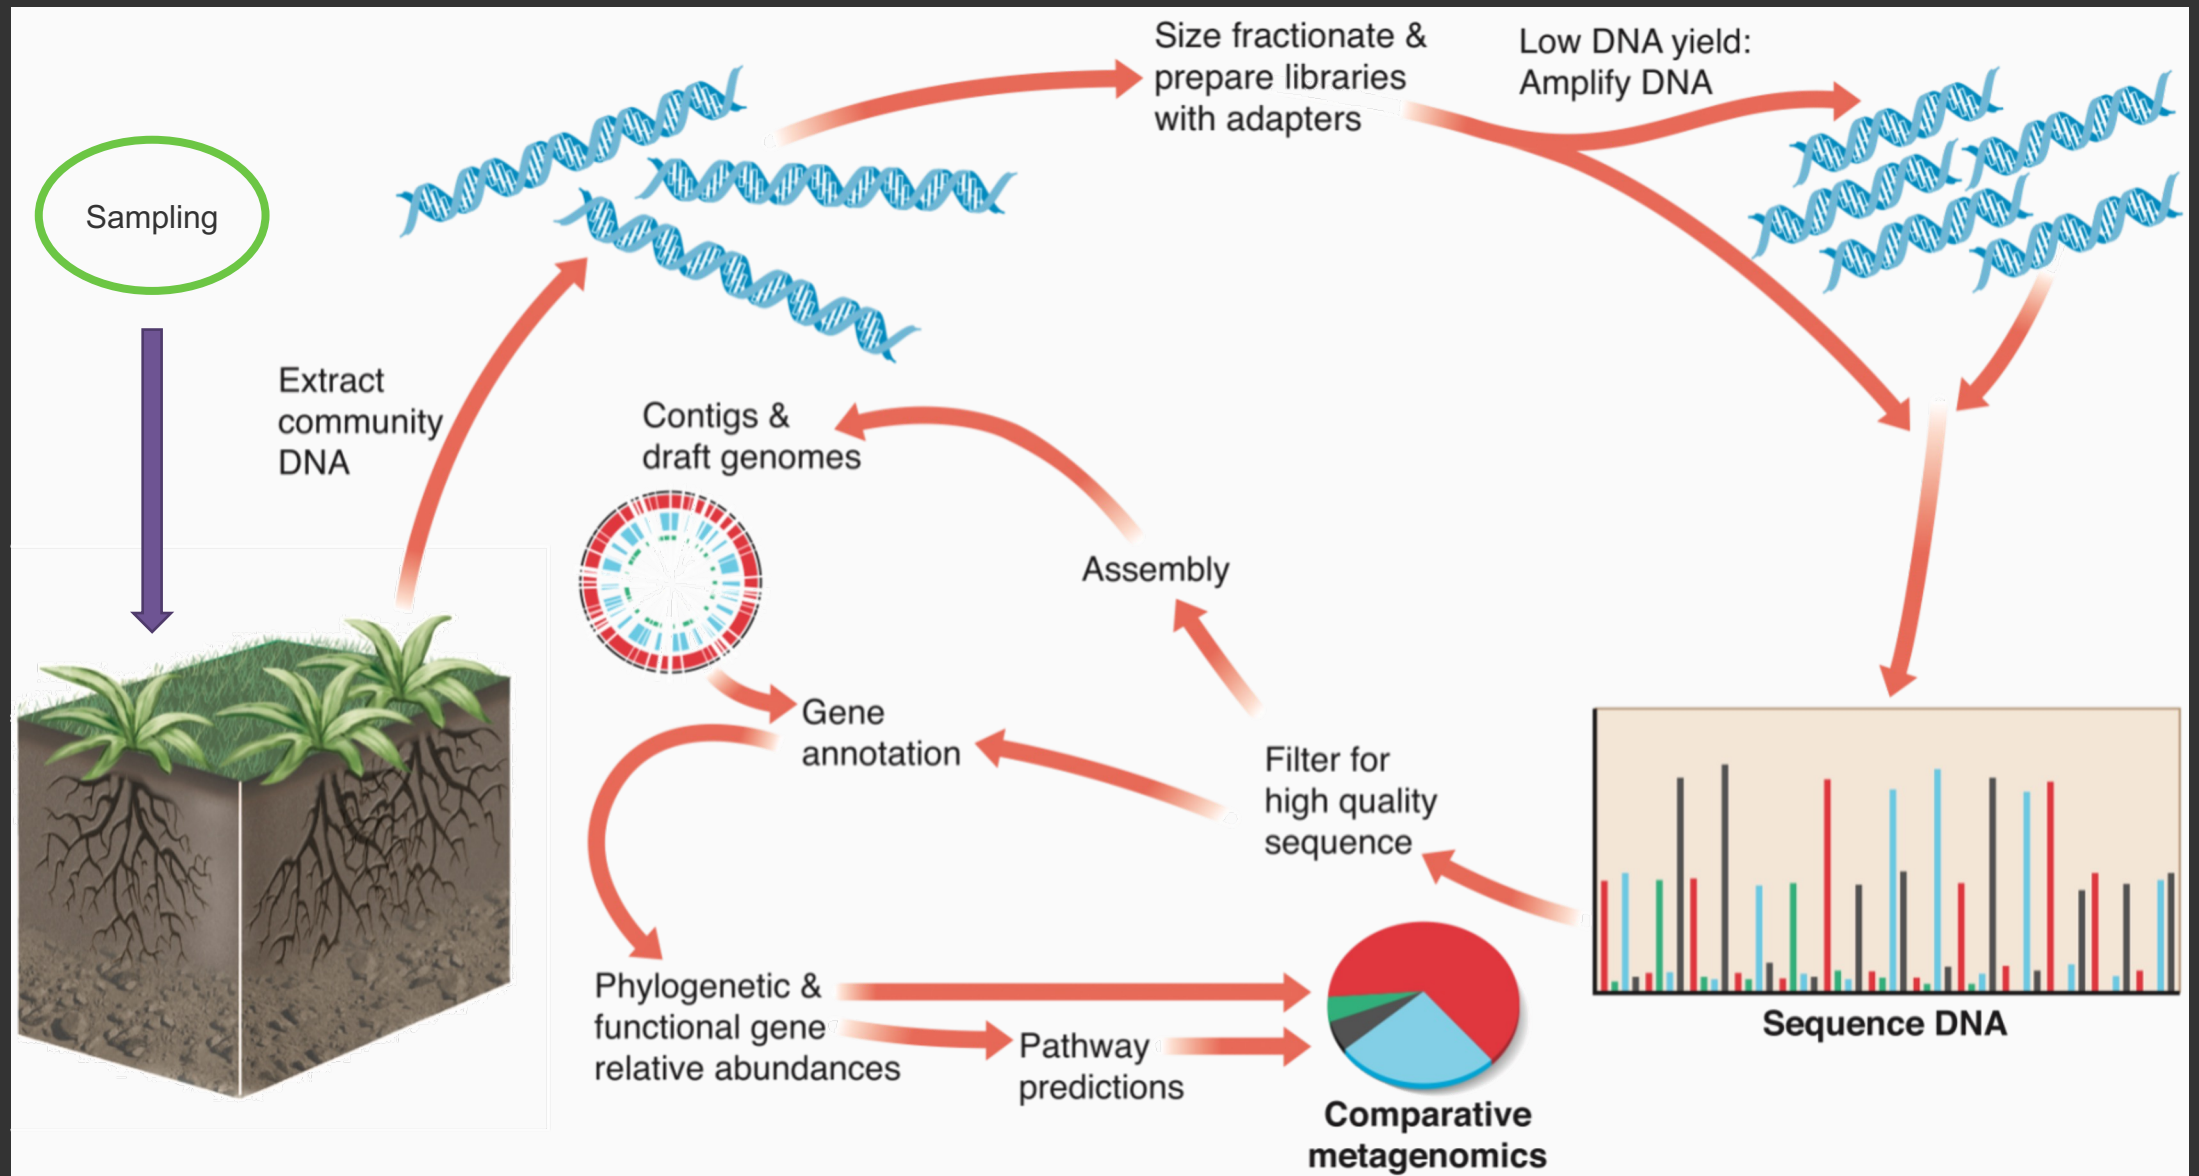 Sampling
Extract
community
DNA
Size fractionate &
prepare libraries
with adapters
Low DNA yield:
Amplify DNA
Sequence DNA
Filter for
high quality
sequence
Assembly
Contigs &
draft genomes
Gene
annotation
Phylogenetic &
functional gene
relative abundances
Pathway
predictions
Comparative
metagenomics